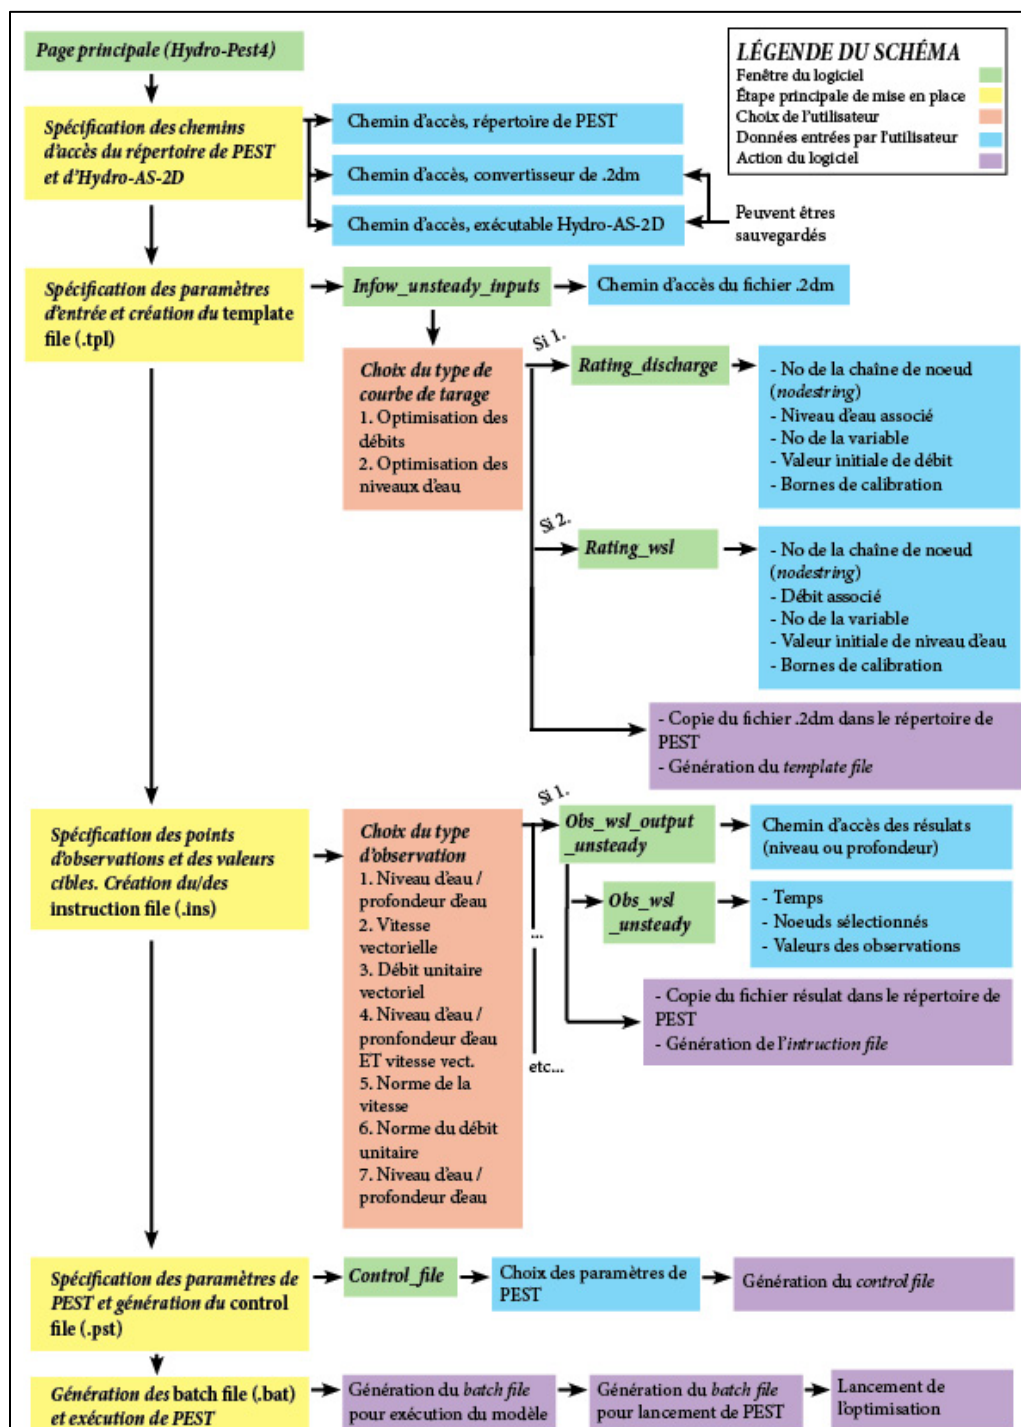 Page principale (Hydro-Pest4)
LÉGENDE DU SCHÉMA
Fenêtre du logiciel
Étape principale de mise en place
Choix de l'utilisateur
Données entrées par l'utilisateur
Action du logiciel
Spécification des chemins
d'accès du répertoire de PEST
et d'Hydro-AS-2D
Chemin d'accès, répertoire de PEST
Chemin d'accès, convertisseur de .2dm
Chemin d'accès, exécutable Hydro-AS-2D
Peuvent êtres
sauvegardés
Spécification des paramètres
d'entrée et création du template
file (.tpl)
Infow_unsteady_inputs
Chemin d'accès du fichier .2dm
Choix du type de
courbe de tarage
1. Optimisation des
débits
2. Optimisation des
niveaux d'eau
Si 1.
Rating_discharge
- No de la chaîne de noeud
(nodestring)
- Niveau d'eau associé
- No de la variable
- Valeur initiale de débit
- Bornes de calibration
Si 2.
Rating_wsl
- No de la chaîne de noeud
(nodestring)
- Débit associé
- No de la variable
- Valeur initiale de niveau d'eau
- Bornes de calibration
- Copie du fichier .2dm dans le répertoire de
PEST
- Génération du template file
Spécification des points
d'observations et des valeurs
cibles. Création du/des
instruction file (.ins)
Choix du type
d'observation
1. Niveau d'eau /
profondeur d'eau
2. Vitesse
vectorielle
3. Débit unitaire
vectoriel
4. Niveau d'eau /
pronfondeur d'eau
ET vitesse vect.
5. Norme de la
vitesse
6. Norme du débit
unitaire
7. Niveau d'eau /
profondeur d'eau
Si 1.
...
etc...
Obs_wsl_output
_unsteady
Chemin d'accès des résulats
(niveau ou profondeur)
Obs_wsl
_unsteady
- Temps
- Noeuds sélectionnés
- Valeurs des observations
- Copie du fichier résulat dans le répertoire de
PEST
- Génération de l'intruction file
Spécification des paramètres de
PEST et génération du control
file (.pst)
Control_file
Choix des paramètres de
PEST
Génération du control file
Génération des batch file (.bat)
et exécution de PEST
Génération du batch file
pour exécution du modèle
Génération du batch file
pour lancement de PEST
Lancement de
l'optimisation